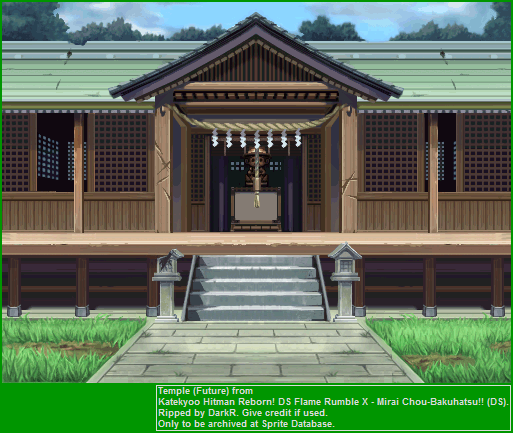 Temple (Future) from
Katekyoo Hitman Reborn! DS Flame Rumble X - Mirai Chou-Bakuhatsu!! (DS).
Ripped by DarkR. Give credit if used.
Only to be archived at Sprite Database.